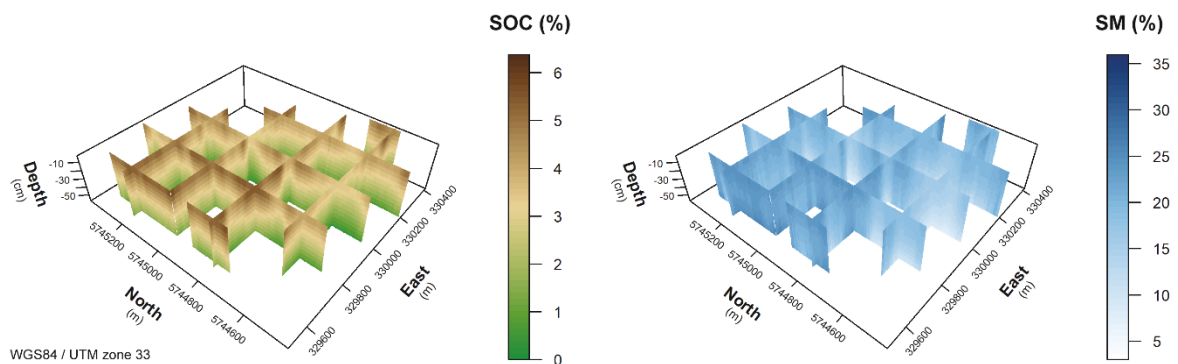 SOC (%)
6
5
4
3
2
1
0
Depth
(cm)
-10
-30
-50
5745200
5745000
5744800
5744600
North
(m)
329600
329800
330000
330200
330400
East
(m)
WGS84 / UTM zone 33
SM (%)
35
30
25
20
15
10
5
Depth
(cm)
-10
-30
-50
5745200
5745000
5744800
5744600
North
(m)
329600
329800
330000
330200
330400
East
(m)